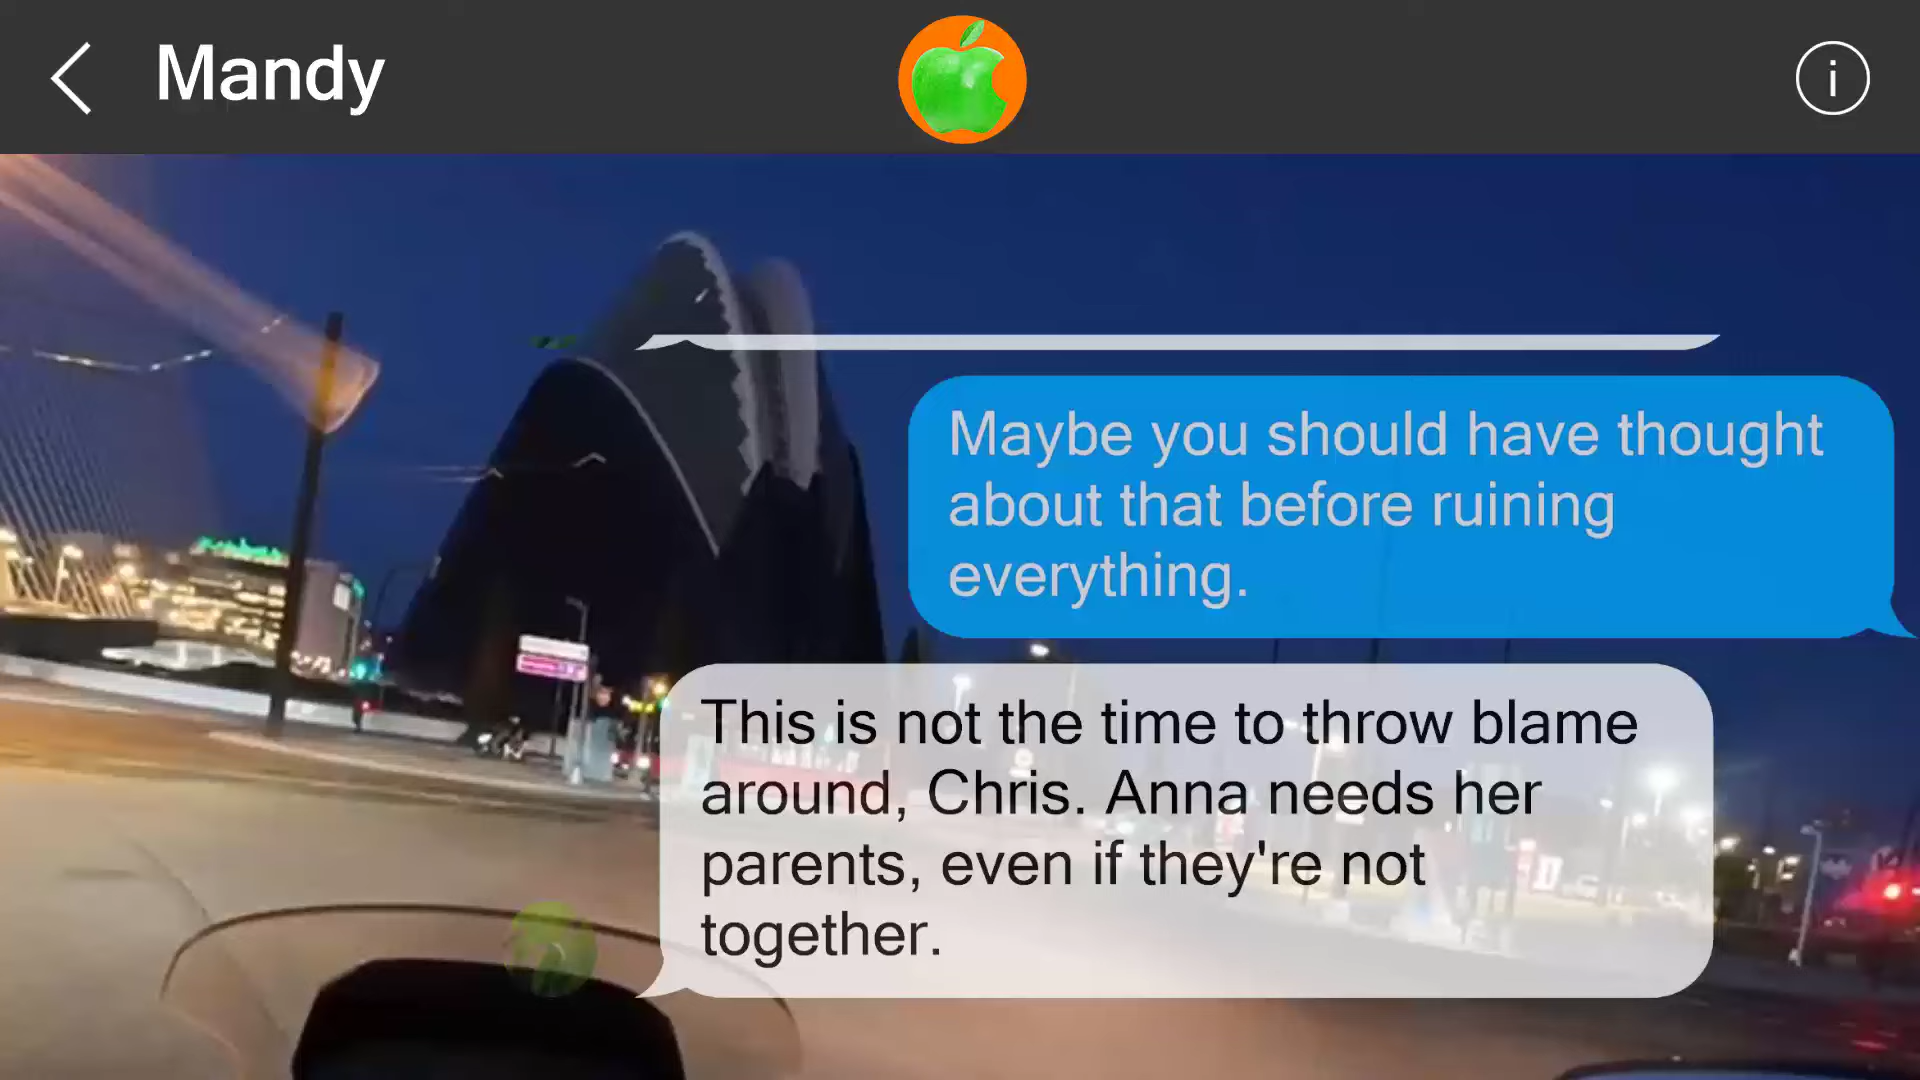 Mandy
Maybe you should have thought
about that before ruining
everything.
This is not the time to throw blame
around, Chris. Anna needs her
parents, even if they're not
together.